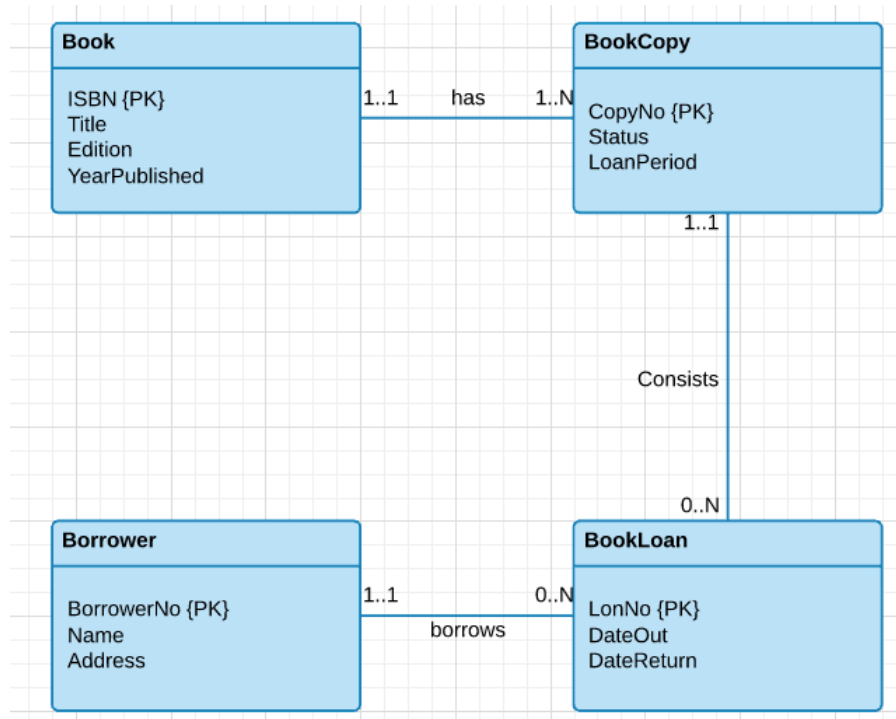 Book
ISBN {PK}
Title
Edition
YearPublished
1..1 has 1..N
BookCopy
CopyNo {PK}
Status
LoanPeriod
1..1
Consists
0..N
Borrower
BorrowerNo {PK}
Name
Address
1..1 0..N
borrows
BookLoan
LonNo {PK}
DateOut
DateReturn